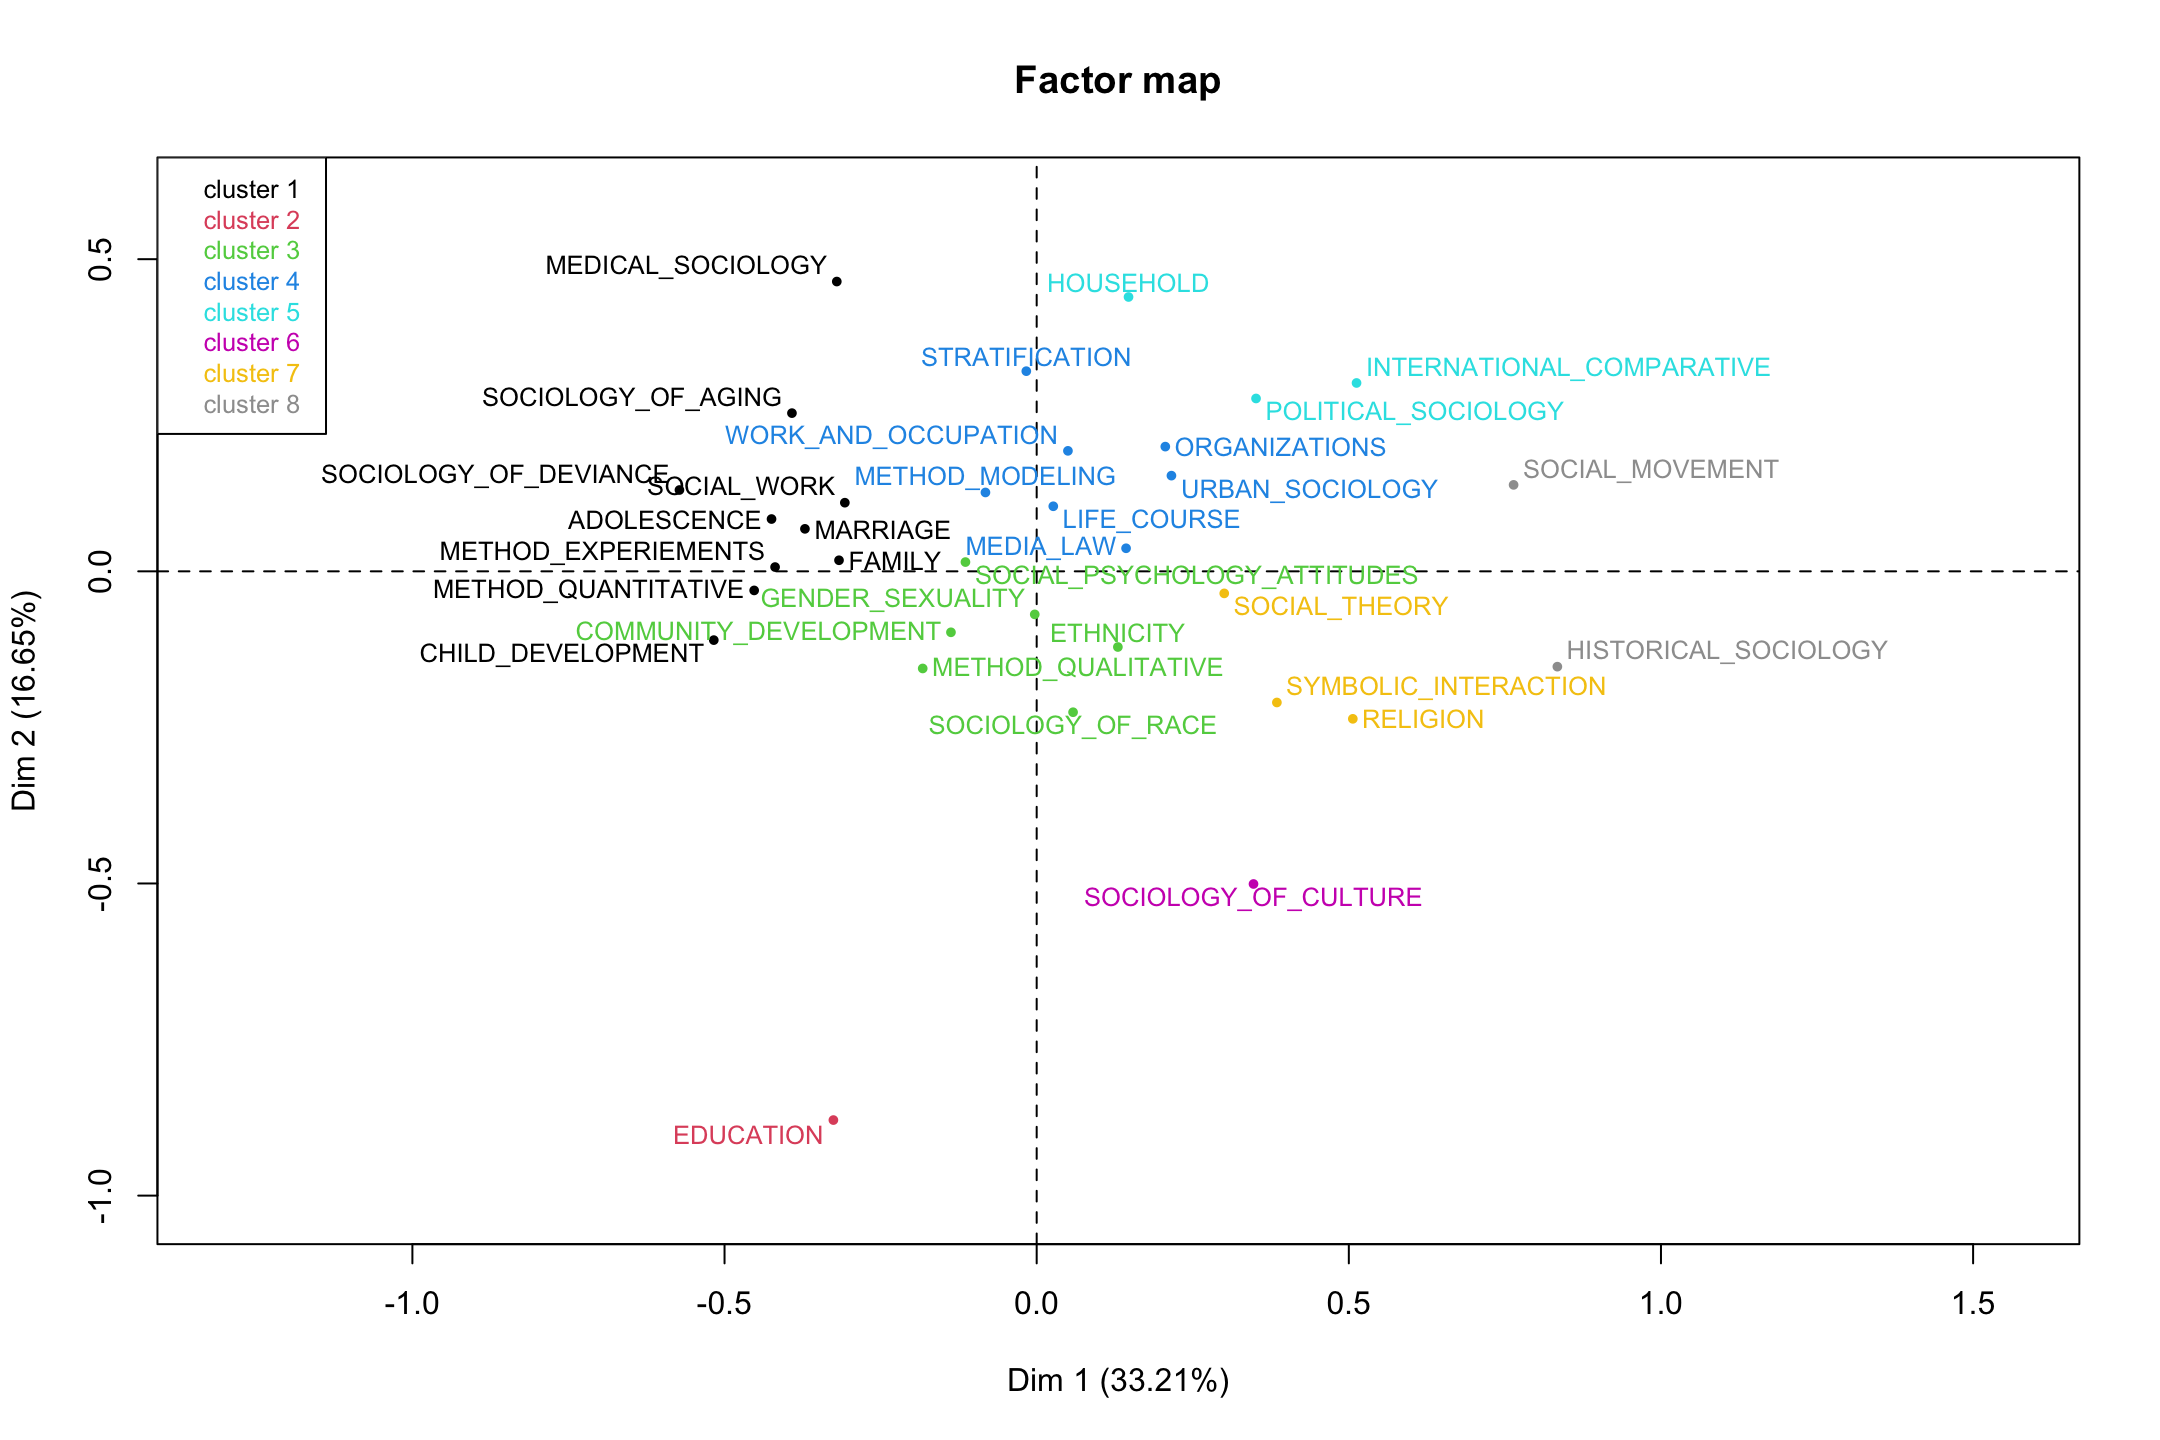 Factor map
cluster 1
cluster 2
cluster 3
cluster 4
cluster 5
cluster 6
cluster 7
cluster 8
MEDICAL_SOCIOLOGY
HOUSEHOLD
STRATIFICATION
INTERNATIONAL_COMPARATIVE
SOCIOLOGY_OF_AGING
POLITICAL_SOCIOLOGY
WORK_AND_OCCUPATION
ORGANIZATIONS
SOCIOLOGY_OF_DEVIANCE
SOCIAL_WORK
METHOD_MODELING
URBAN_SOCIOLOGY
SOCIAL_MOVEMENT
ADOLESCENCE
MARRIAGE
LIFE_COURSE
METHOD_EXPERIEMENTS
FAMILY
MEDIA_LAW
SOCIAL_PSYCHOLOGY_ATTITUDES
METHOD_QUANTITATIVE
GENDER_SEXUALITY
SOCIAL_THEORY
COMMUNITY_DEVELOPMENT
ETHNICITY
CHILD_DEVELOPMENT
METHOD_QUALITATIVE
HISTORICAL_SOCIOLOGY
SYMBOLIC_INTERACTION
SOCIOLOGY_OF_RACE
RELIGION
SOCIOLOGY_OF_CULTURE
EDUCATION
0.5
0.0
-0.5
-1.0
Dim 2 (16.65%)
-1.0 -0.5 0.0 0.5 1.0 1.5
Dim 1 (33.21%)